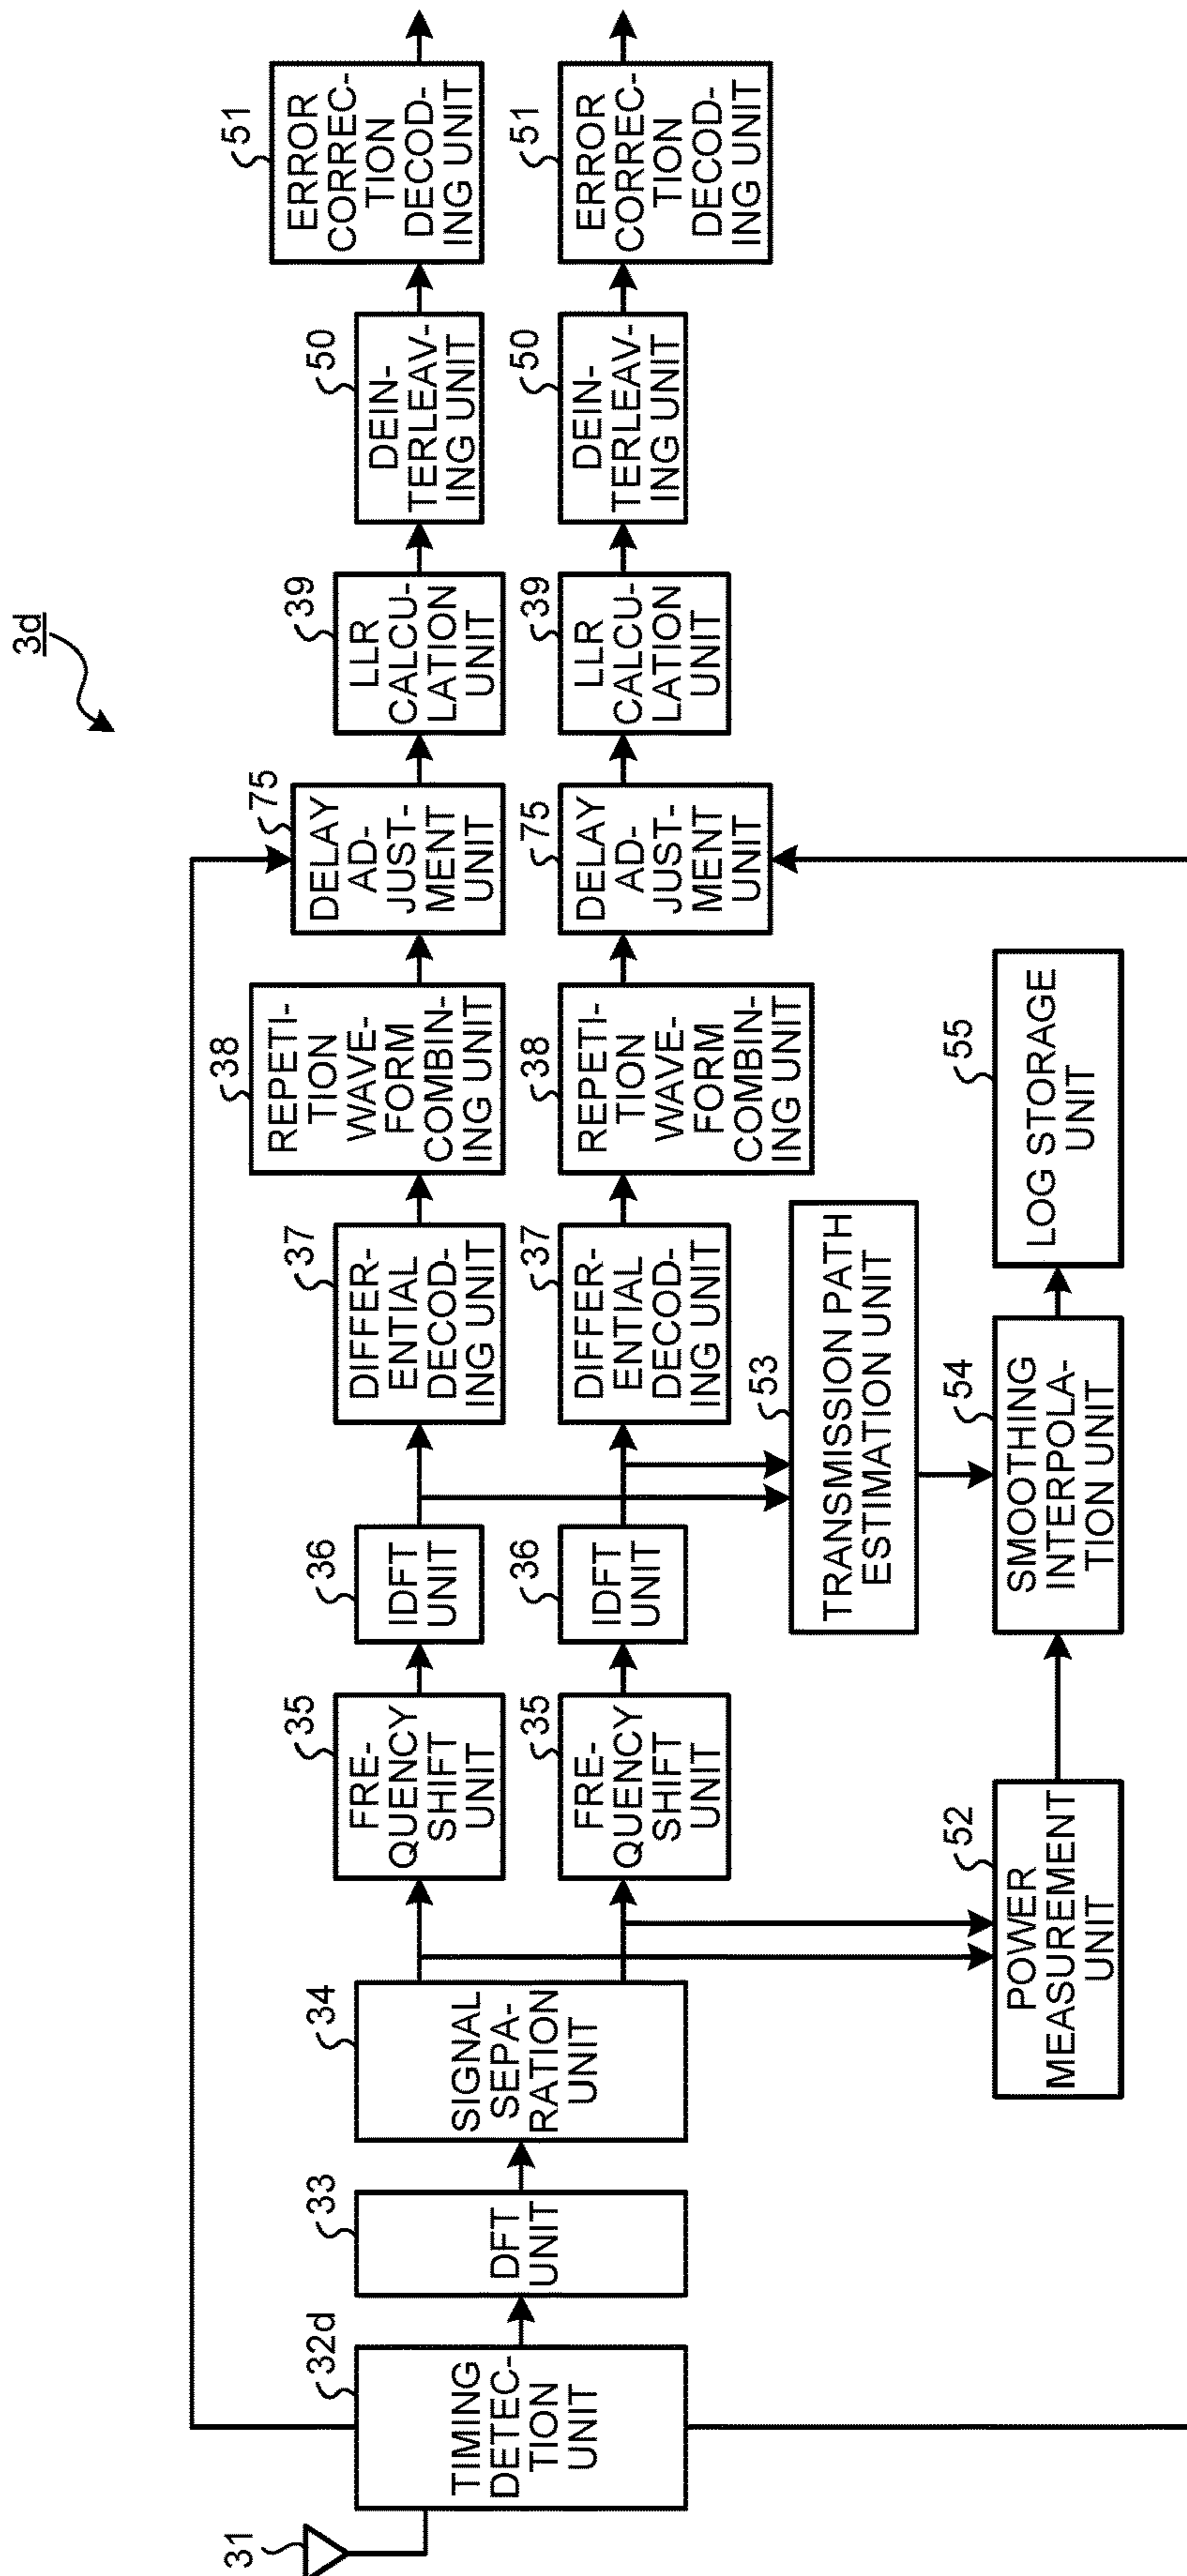 3d
31
32d
TIMING
DETEC-
TION
UNIT
33
DFT
UNIT
34
SIGNAL
SEPA-
RATION
UNIT
35
FRE-
QUENCY
SHIFT
UNIT
36
IDFT
UNIT
37
DIFFER-
ENTIAL
DECOD-
ING UNIT
38
REPETI-
TION
WAVE-
FORM
COMBIN-
ING UNIT
75
DELAY
AD-
JUST-
MENT
UNIT
39
LLR
CALCU-
LATION
UNIT
50
DEIN-
TERLEAV-
ING UNIT
51
ERROR
CORREC-
TION
DECOD-
ING UNIT
35
FRE-
QUENCY
SHIFT
UNIT
36
IDFT
UNIT
37
DIFFER-
ENTIAL
DECOD-
ING UNIT
38
REPETI-
TION
WAVE-
FORM
COMBIN-
ING UNIT
75
DELAY
AD-
JUST-
MENT
UNIT
39
LLR
CALCU-
LATION
UNIT
50
DEIN-
TERLEAV-
ING UNIT
51
ERROR
CORREC-
TION
DECOD-
ING UNIT
53
TRANSMISSION PATH
ESTIMATION UNIT
52
POWER
MEASUREMENT
UNIT
54
SMOOTHING
INTERPOLA-
TION UNIT
55
LOG STORAGE
UNIT